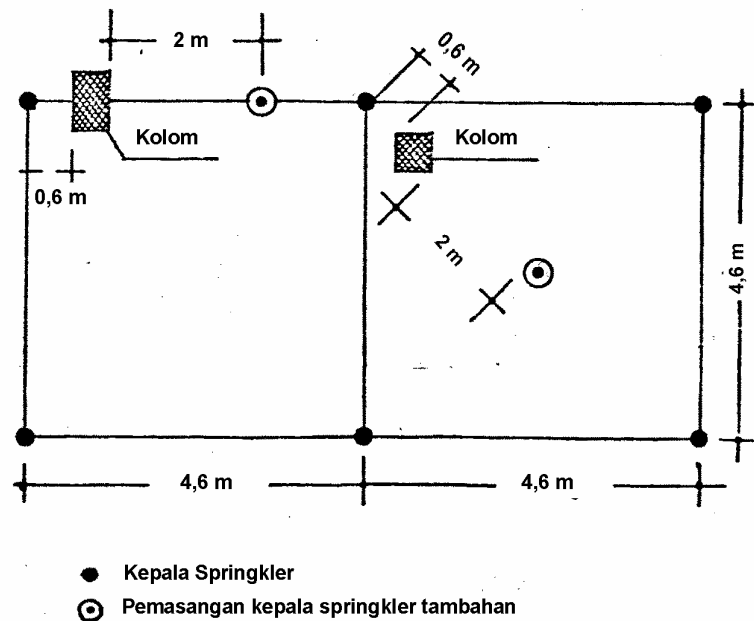 2 m
0,6 m
Kolom
Kolom
0,6 m
2 m
4,6 m
4,6 m
4,6 m
Kepala Springkler
Pemasangan kepala springkler tambahan